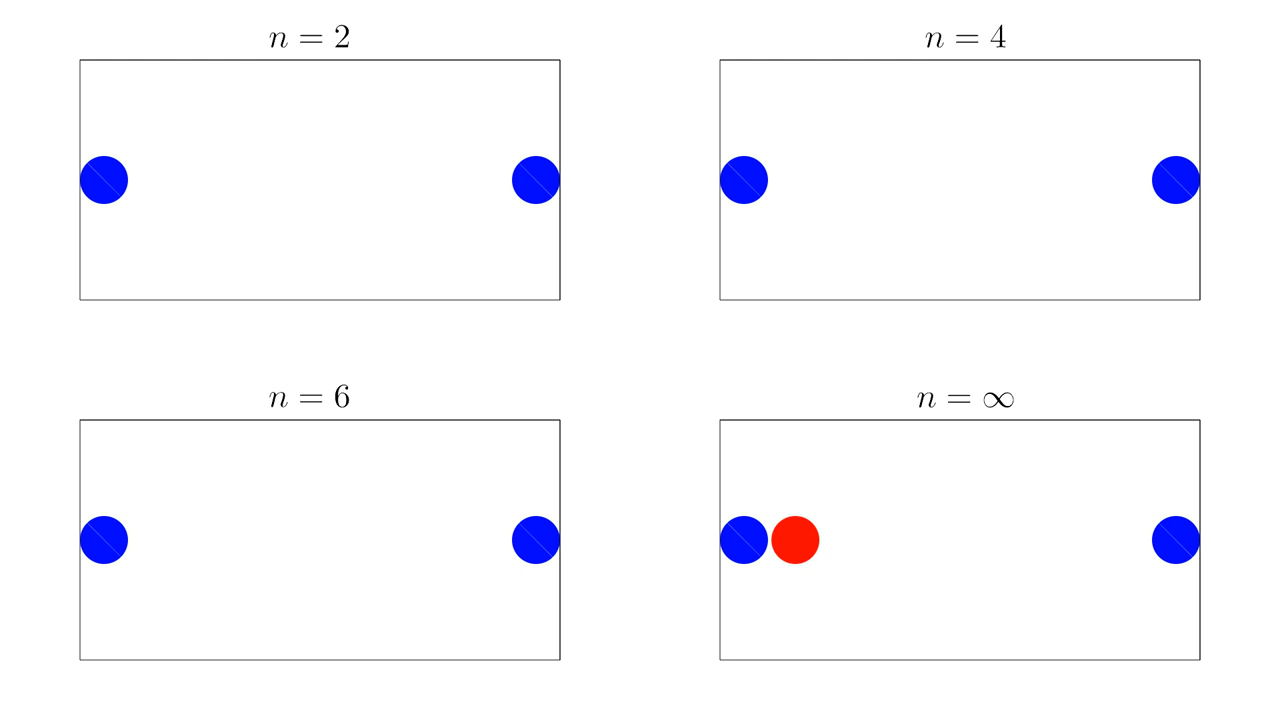 n = 2
n = 4
n = 6
n = ∞